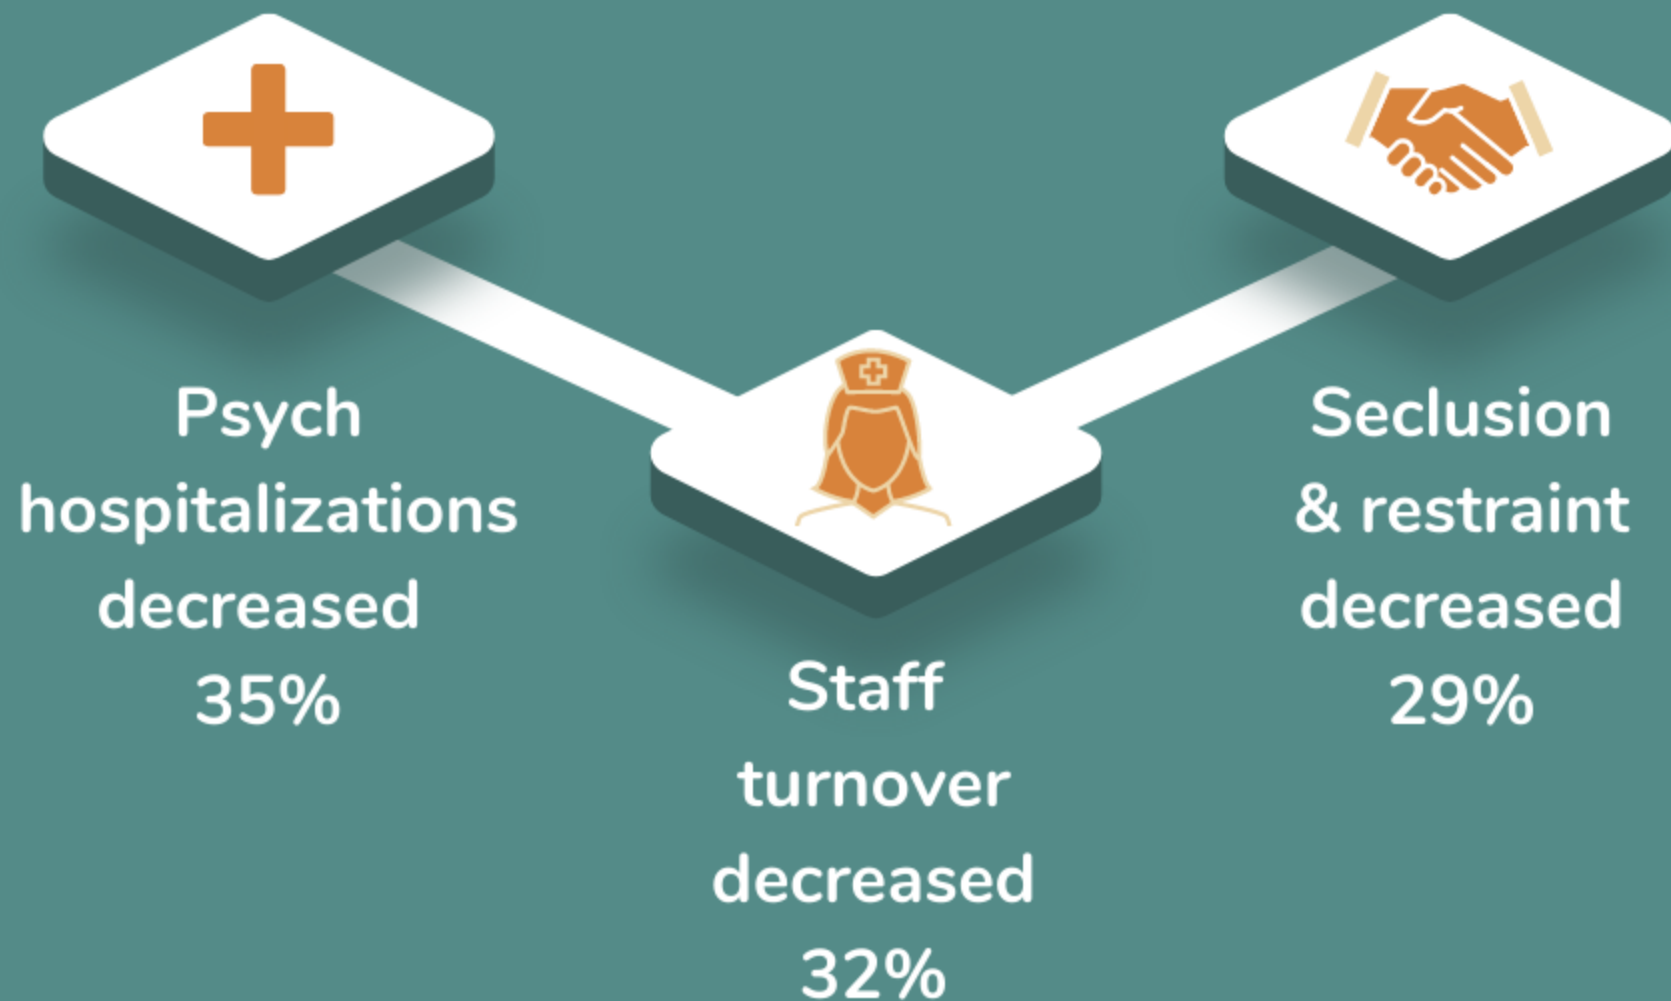 Psych
hospitalizations
decreased
35%
Staff
turnover
decreased
32%
Seclusion
& restraint
decreased
29%